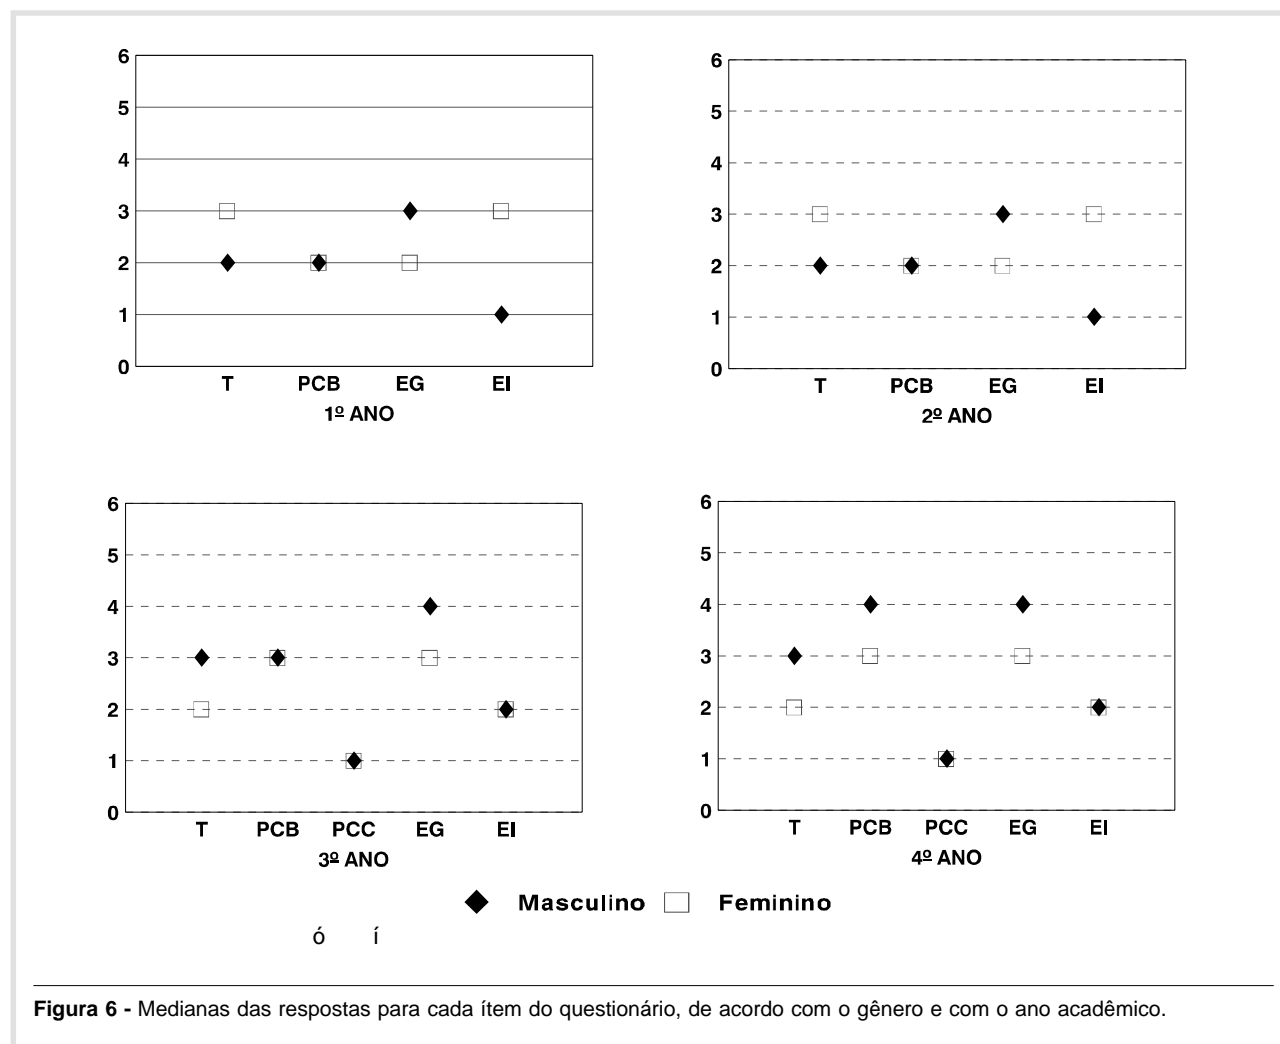 6
5
4
3
2
1
0
T PCB EG EI
1º ANO
6
5
4
3
2
1
0
T PCB EG EI
2º ANO
6
5
4
3
2
1
0
T PCB PCC EG EI
3º ANO
6
5
4
3
2
1
0
T PCB PCC EG EI
4º ANO
Masculino Feminino
ó í
Figura 6 - Medianas das respostas para cada ítem do questionário, de acordo com o gênero e com o ano acadêmico.